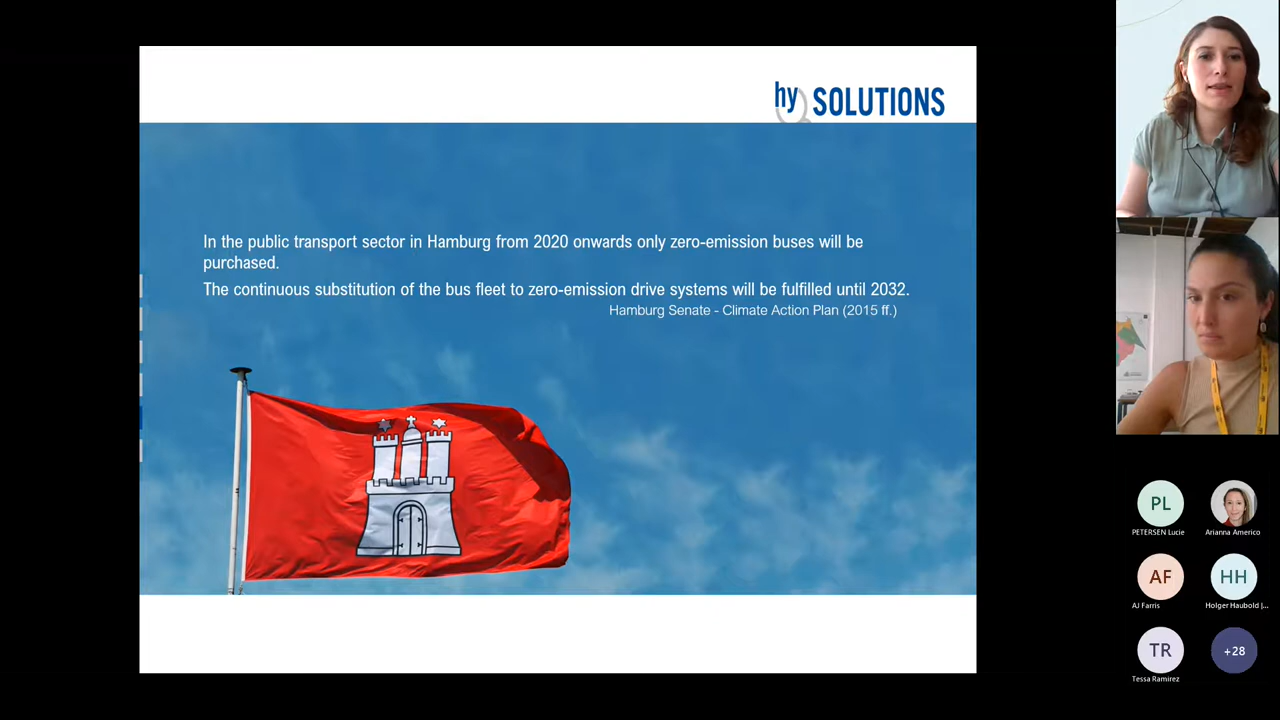 hy SOLUTIONS
In the public transport sector in Hamburg from 2020 onwards only zero-emission buses will be
purchased.
The continuous substitution of the bus fleet to zero-emission drive systems will be fulfilled until 2032.
Hamburg Senate - Climate Action Plan (2015 ff.)
PL
PETERSEN Lucie
Arianna Americo
AF
AJ Farris
HH
Holger Haubold |...
TR
Tessa Ramirez
+28